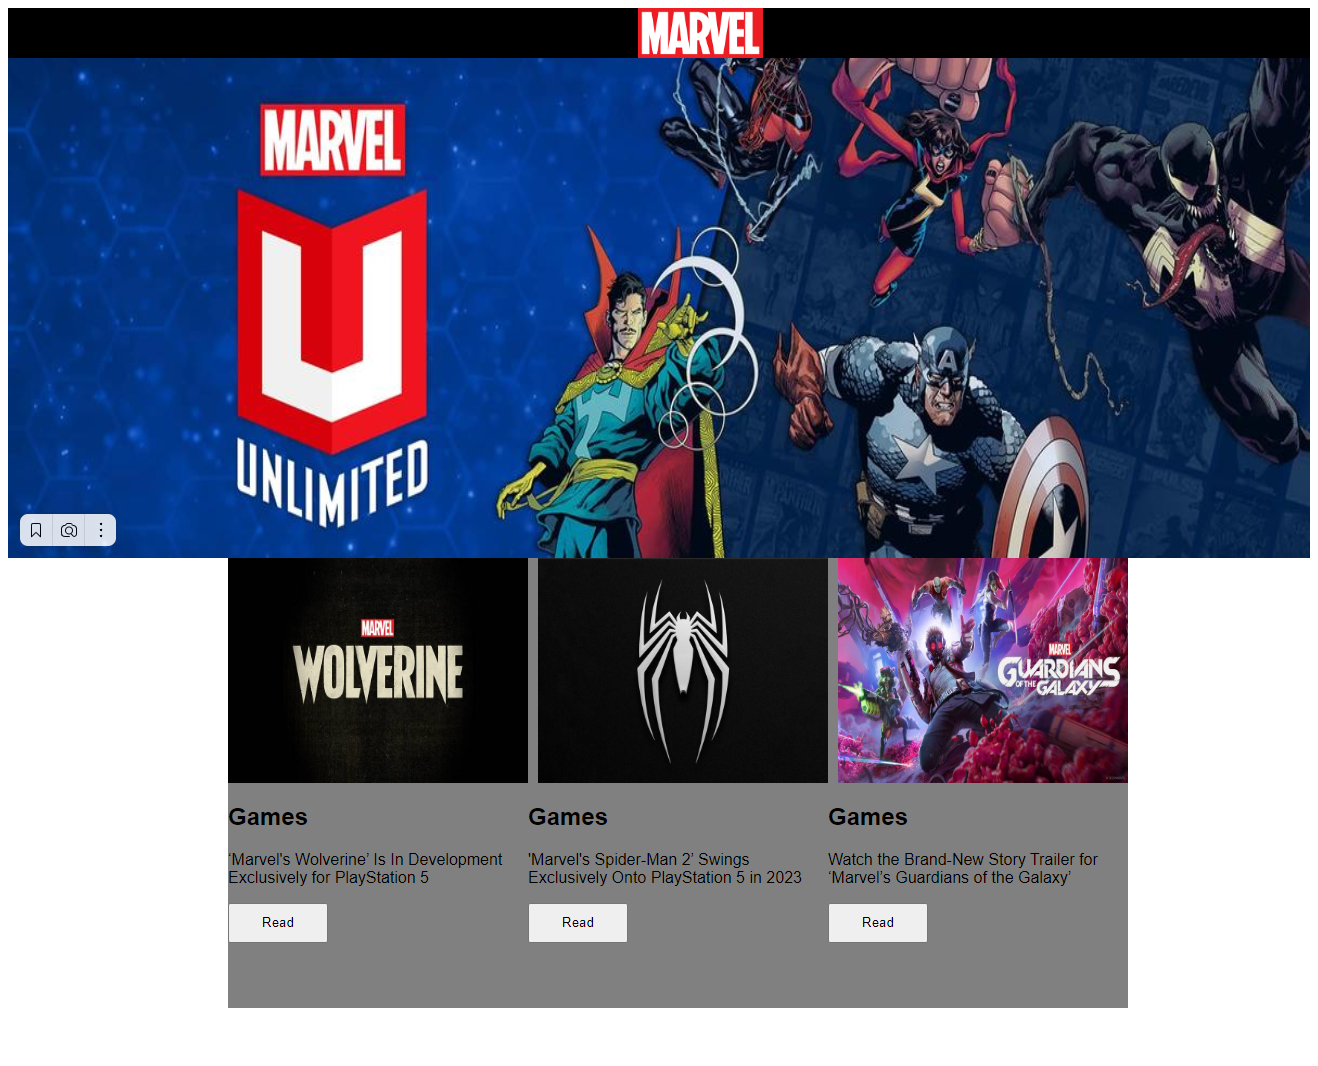 MARVEL
MARVEL
UNLIMITED
MARVEL
WOLVERINE
MARVEL
GUARDIANS
OF THE GALAXY
Games
Games
Games
‘Marvel's Wolverine’ Is In Development
Exclusively for PlayStation 5
'Marvel's Spider-Man 2’ Swings
Exclusively Onto PlayStation 5 in 2023
Watch the Brand-New Story Trailer for
‘Marvel’s Guardians of the Galaxy’
Read
Read
Read